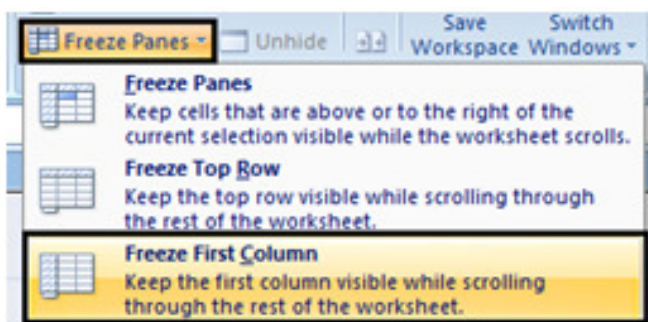 Freeze Panes
Unhide
Save
Workspace
Switch
Windows
Freeze Panes
Keep cells that are above or to the right of the
current selection visible while the worksheet scrolls.
Freeze Top Row
Keep the top row visible while scrolling through
the rest of the worksheet.
Freeze First Column
Keep the first column visible while scrolling
through the rest of the worksheet.